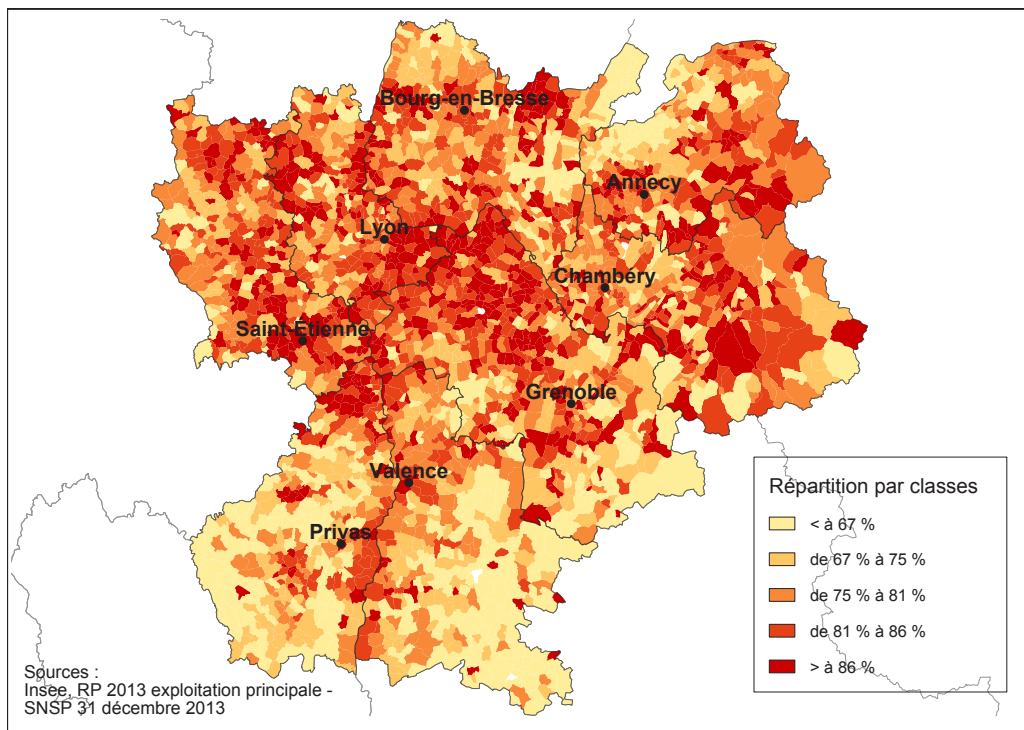 Bourg-en-Bresse
Annecy
Lyon
Chambéry
Saint-Étienne
Grenoble
Valence
Privas
Répartition par classes
< à 67 %
de 67 % à 75 %
de 75 % à 81 %
de 81 % à 86 %
> à 86 %
Sources :
Insee, RP 2013 exploitation principale -
SNSP 31 décembre 2013